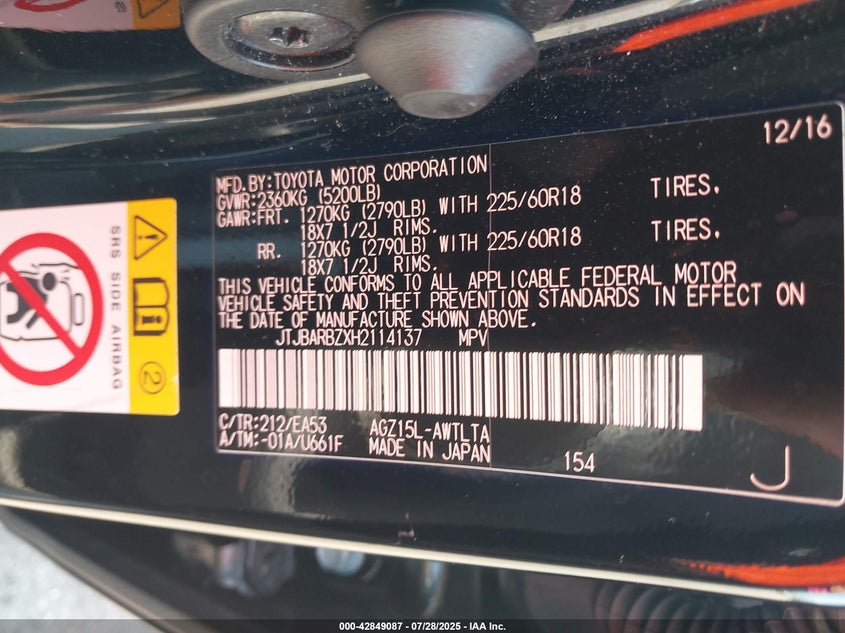 12/16
MFD.BY:TOYOTA MOTOR CORPORATION
GVWR:2360KG (5200LB)
GAWR:FRT. 1270KG (2790LB) WITH 225/60R18 TIRES,
18X7 1/2J RIMS.
RR. 1270KG (2790LB) WITH 225/60R18 TIRES,
18X7 1/2J RIMS.
THIS VEHICLE CONFORMS TO ALL APPLICABLE FEDERAL MOTOR
VEHICLE SAFETY AND THEFT PREVENTION STANDARDS IN EFFECT ON
THE DATE OF MANUFACTURE SHOWN ABOVE.
JTJBARBZXH2114137 MPV
C/TR:212/EA53 AGZ15L-AWTLTA
A/TM:-01A/U661F MADE IN JAPAN
154
J
SRS SIDE AIRBAG
2
000-42849087 - 07/28/2025 - IAA Inc.